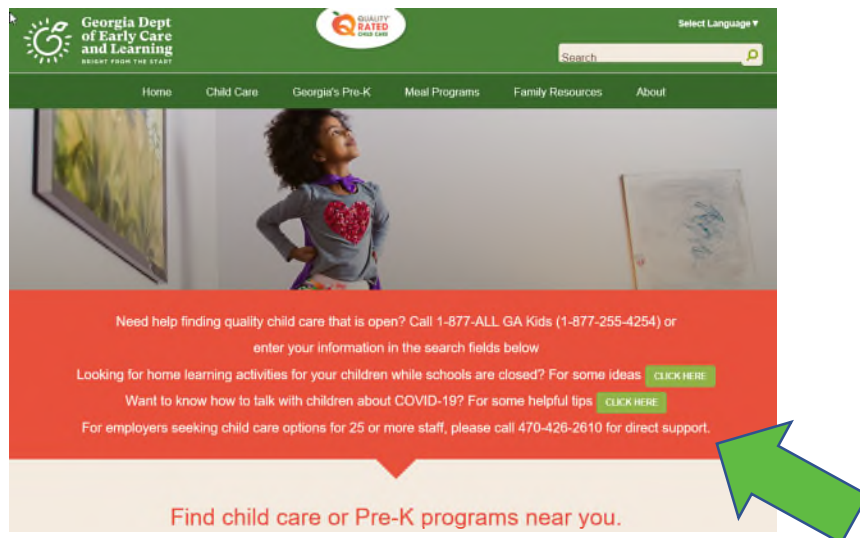 Georgia Dept
of Early Care
and Learning
BRIGHT FROM THE START
QUALITY
RATED
CHILD CARE
Select Language▼
Search
Home Child Care Georgia's Pre-K Meal Programs Family Resources About
Need help finding quality child care that is open? Call 1-877-ALL GA Kids (1-877-255-4254) or
enter your information in the search fields below
Looking for home learning activities for your children while schools are closed? For some ideas CLICK HERE
Want to know how to talk with children about COVID-19? For some helpful tips CLICK HERE
For employers seeking child care options for 25 or more staff, please call 470-426-2610 for direct support.
Find child care or Pre-K programs near you.